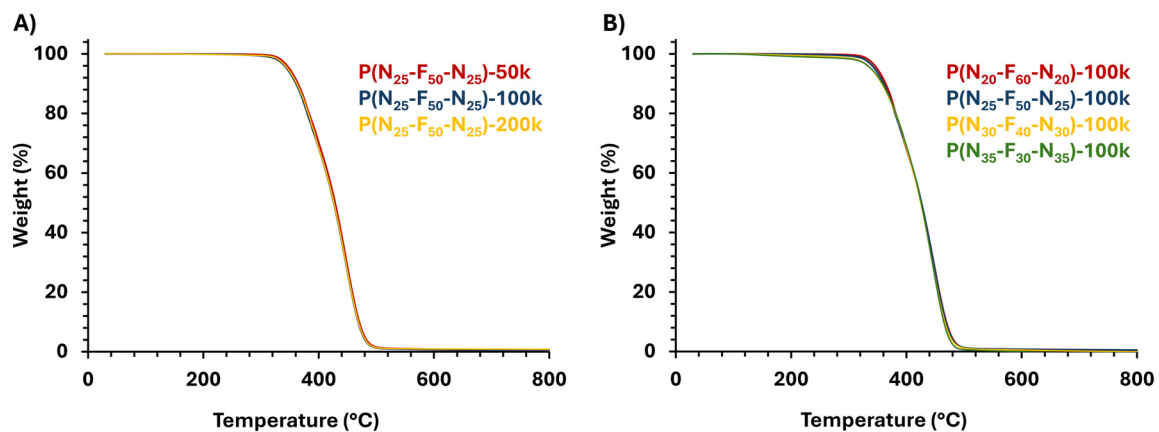 A)
100
80
60
40
20
0
Weight (%)
P(N₂₅-F₅₀-N₂₅)-50k
P(N₂₅-F₅₀-N₂₅)-100k
P(N₂₅-F₅₀-N₂₅)-200k
0 200 400 600 800
Temperature (°C)
B)
100
80
60
40
20
0
Weight (%)
P(N₂₀-F₆₀-N₂₀)-100k
P(N₂₅-F₅₀-N₂₅)-100k
P(N₃₀-F₄₀-N₃₀)-100k
P(N₃₅-F₃₀-N₃₅)-100k
0 200 400 600 800
Temperature (°C)